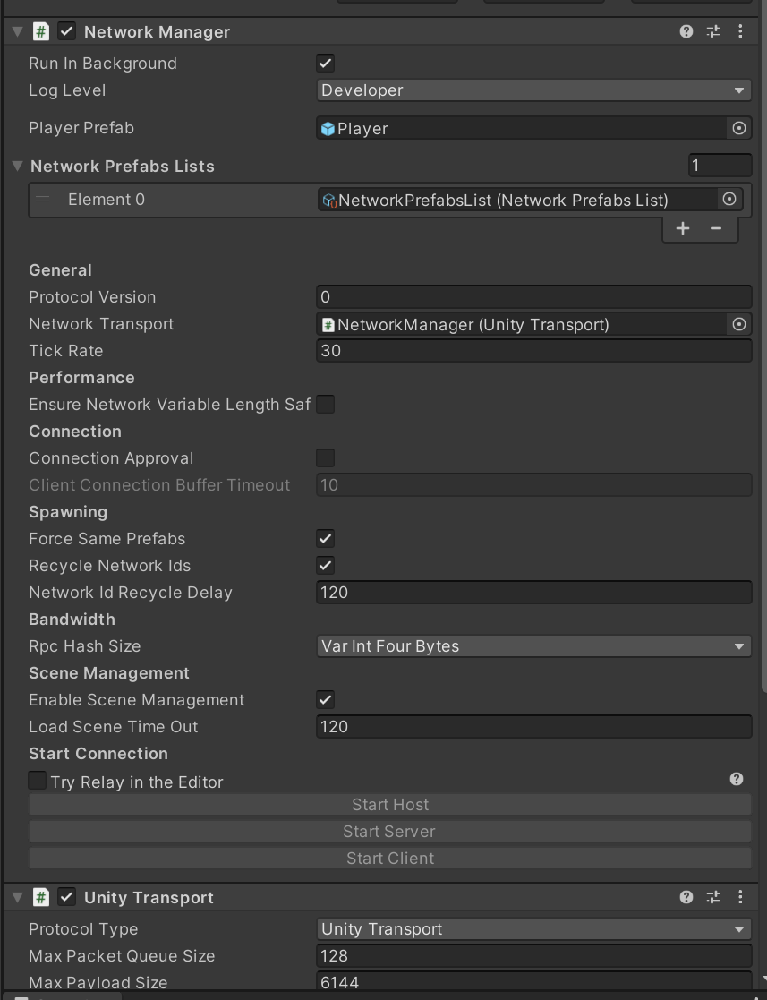 Network Manager
Run In Background
Log Level Developer
Player Prefab Player
Network Prefabs Lists 1
Element 0 NetworkPrefabsList (Network Prefabs List)
General
Protocol Version 0
Network Transport NetworkManager (Unity Transport)
Tick Rate 30
Performance
Ensure Network Variable Length Saf
Connection
Connection Approval
Client Connection Buffer Timeout 10
Spawning
Force Same Prefabs
Recycle Network Ids
Network Id Recycle Delay 120
Bandwidth
Rpc Hash Size Var Int Four Bytes
Scene Management
Enable Scene Management
Load Scene Time Out 120
Start Connection
Try Relay in the Editor
Start Host
Start Server
Start Client
Unity Transport
Protocol Type Unity Transport
Max Packet Queue Size 128
Max Payload Size 6144